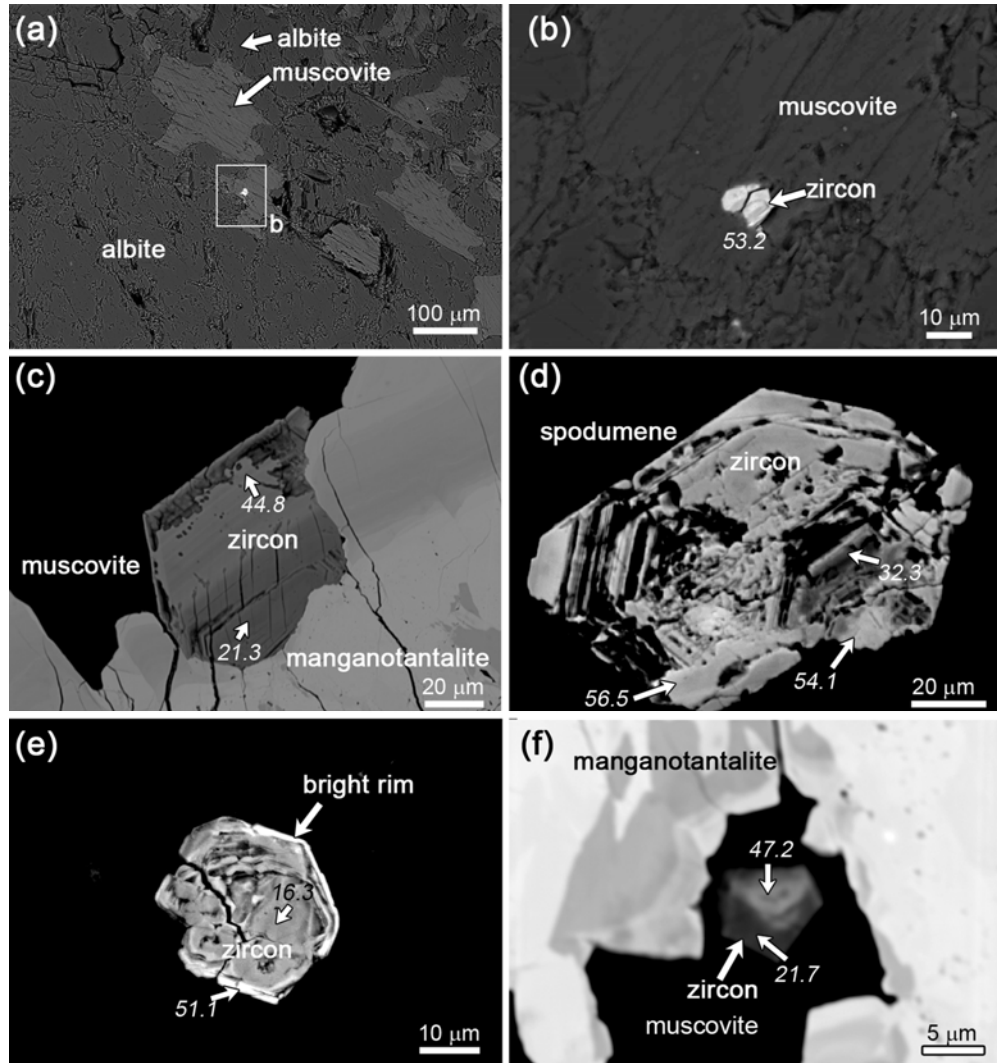 (a)
albite
muscovite
b
albite
100 μm
(b)
muscovite
zircon
53.2
10 μm
(c)
44.8
zircon
muscovite
21.3
manganotantalite
20 μm
(d)
spodumene
zircon
32.3
54.1
56.5
20 μm
(e)
bright rim
16.3
zircon
51.1
10 μm
(f)
manganotantalite
47.2
21.7
zircon
muscovite
5 μm